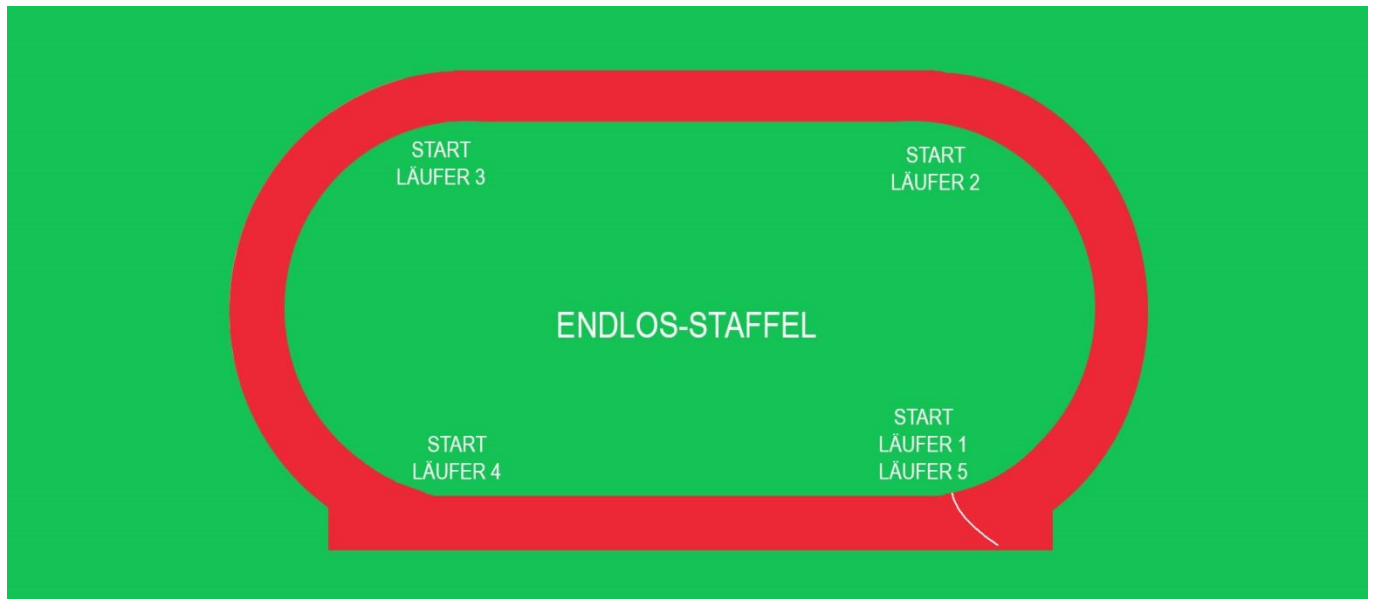 START
LÄUFER 3
START
LÄUFER 2
ENDLOS-STAFFEL
START
LÄUFER 4
START
LÄUFER 1
LÄUFER 5